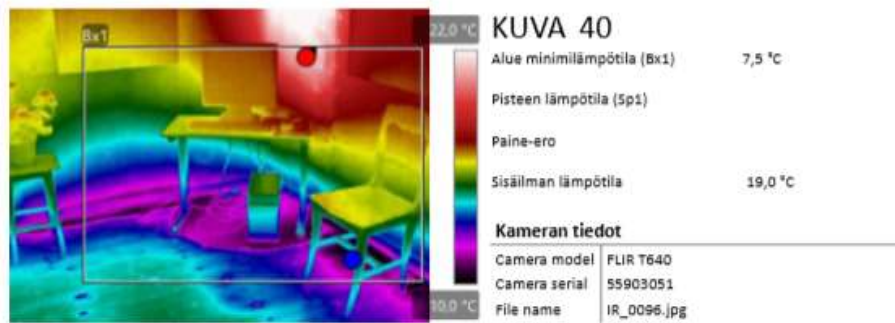 Bx1
22,0 °C
10,0 °C
KUVA 40
Alue minimilämpötila (Bx1) 7,5 °C
Pisteen lämpötila (Sp1)
Paine-ero
Sisäilman lämpötila 19,0 °C
Kameran tiedot
Camera model FLIR T640
Camera serial 55903051
File name IR_0096.jpg